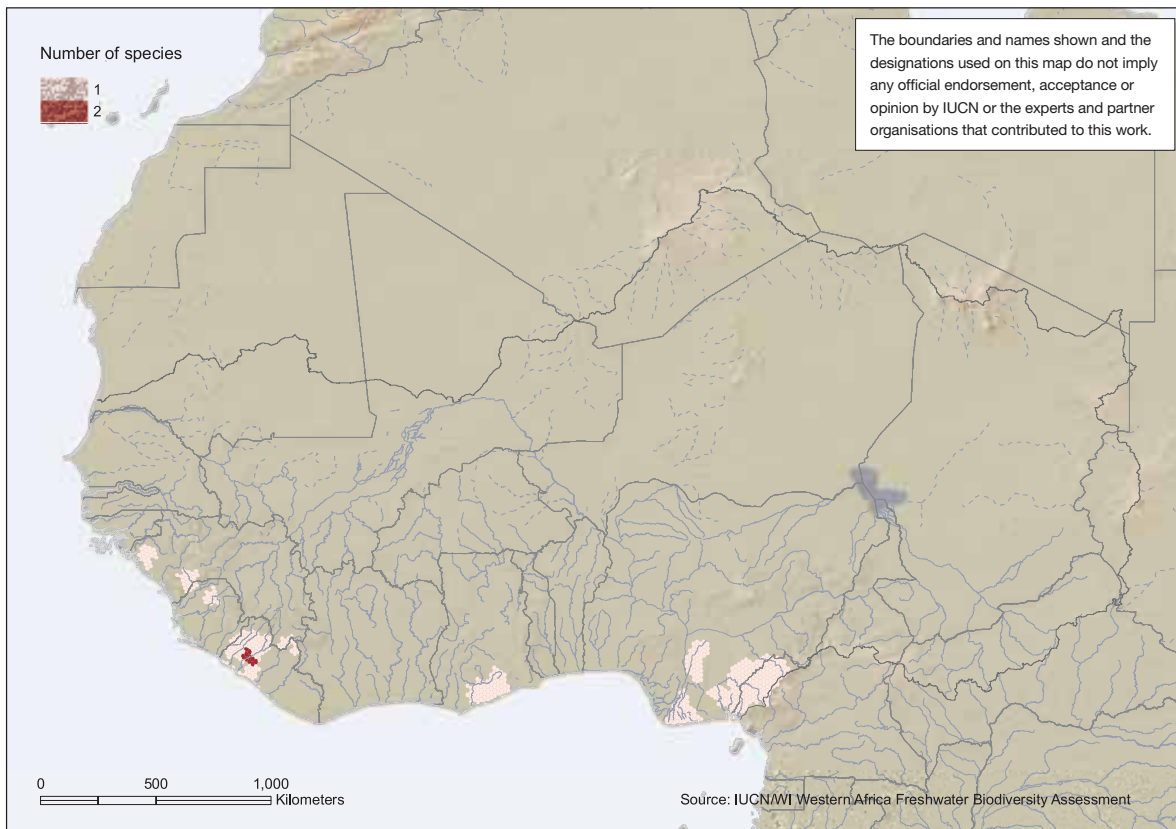 Number of species
1
2
The boundaries and names shown and the
designations used on this map do not imply
any official endorsement, acceptance or
opinion by IUCN or the experts and partner
organisations that contributed to this work.
0 500 1,000
Kilometers
Source: IUCN/WI Western Africa Freshwater Biodiversity Assessment